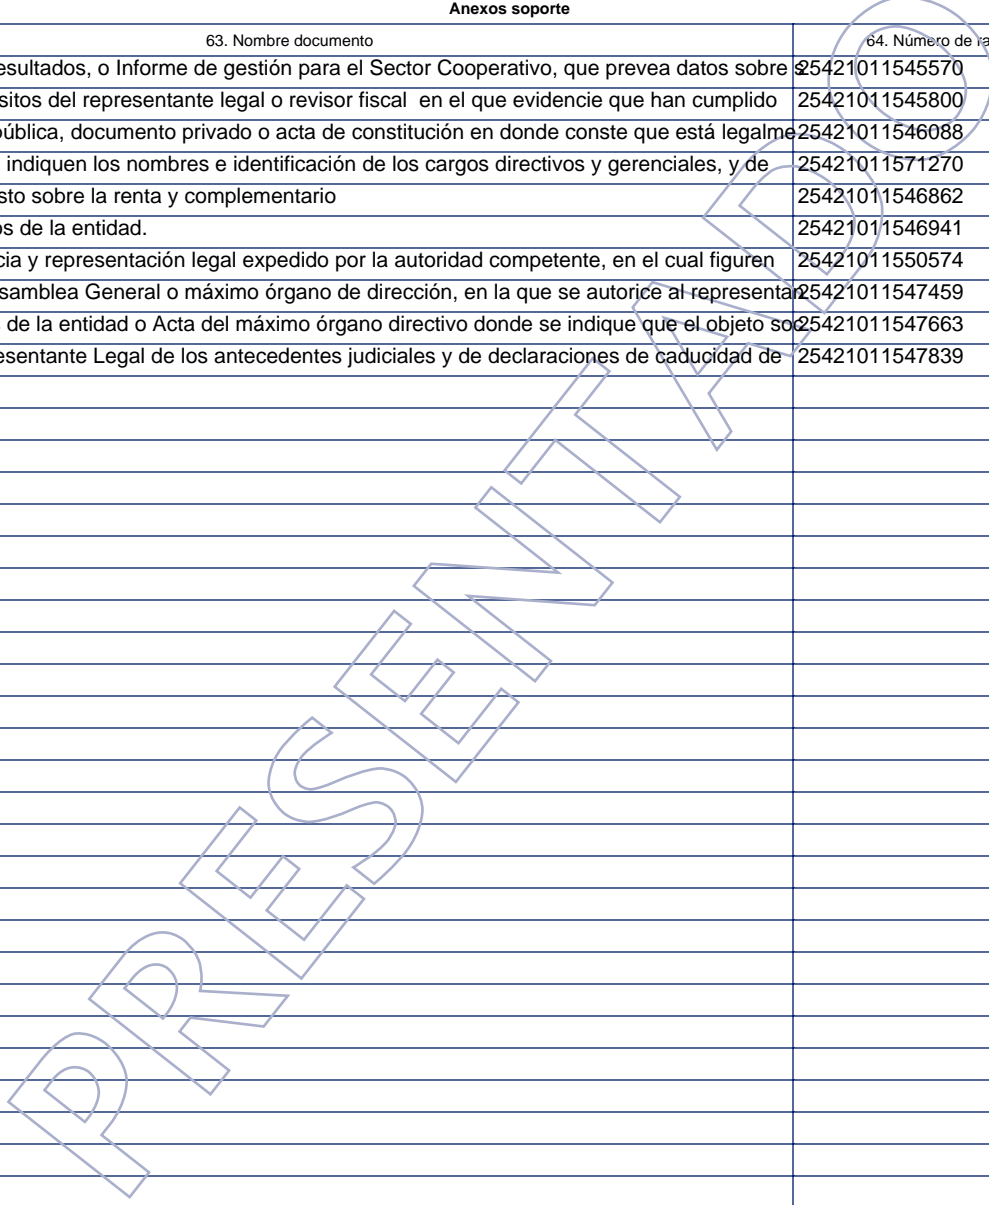 Anexos soporte
63. Nombre documento 64. Número de ra
esultados, o Informe de gestión para el Sector Cooperativo, que prevea datos sobre s 25421011545570
sitos del representante legal o revisor fiscal en el que evidencie que han cumplido 25421011545800
pública, documento privado o acta de constitución en donde conste que está legalme 25421011546088
indiquen los nombres e identificación de los cargos directivos y gerenciales, y de 25421011571270
sto sobre la renta y complementario 25421011546862
os de la entidad. 25421011546941
cia y representación legal expedido por la autoridad competente, en el cual figuren 25421011550574
samblea General o máximo órgano de dirección, en la que se autorice al representan 25421011547459
de la entidad o Acta del máximo órgano directivo donde se indique que el objeto soc 25421011547663
esentante Legal de los antecedentes judiciales y de declaraciones de caducidad de 25421011547839
PRESENTADO